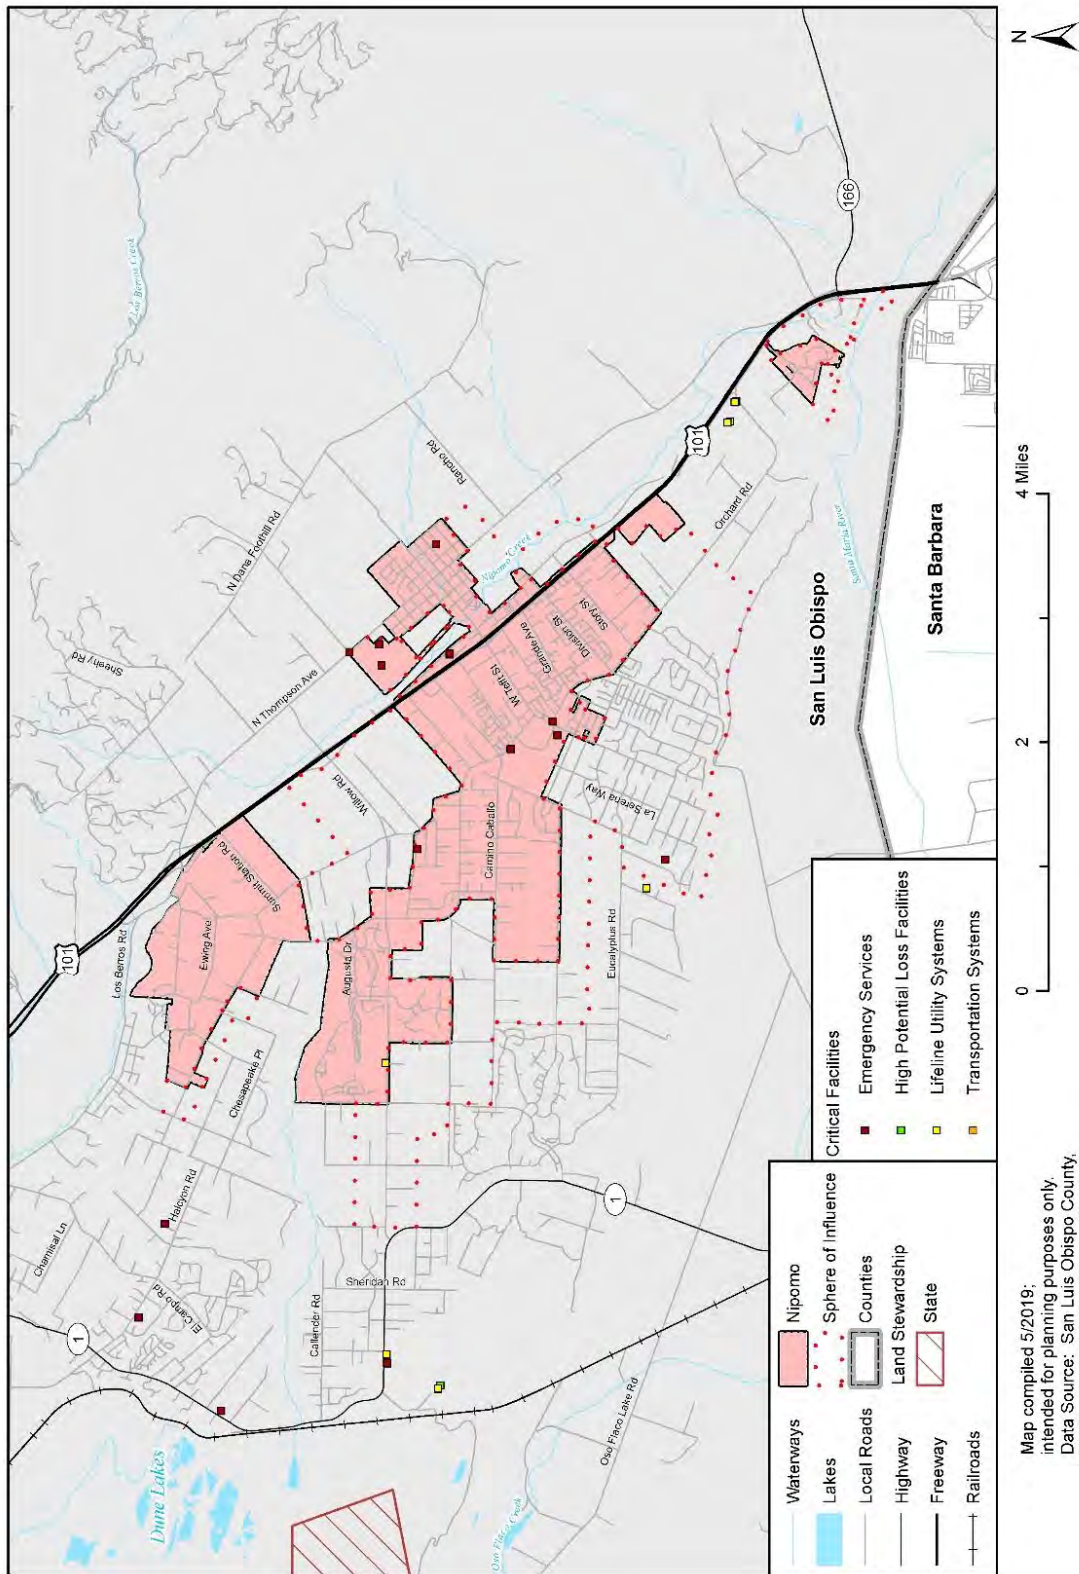 N
Los Berros Creek
101
Los Berros Rd
Sheehy Rd
N Dana Foothill Rd
Rancho Rd
166
N Thompson Ave
Summit Station Rd
Ewing Ave
Willow Rd
Nipomo Creek
101
Chamisal Ln
Halcyon Rd
Chesapeake Pl
Augusta Dr
W Tefft St
Grande Ave
Division St
Story St
Orchard Rd
Camino Caballo
El Campo Rd
1
Callender Rd
Sheridan Rd
Eucalyptus Rd
La Serena Way
Dune Lakes
1
Oso Flaco Lake Rd
Oso Flaco Creek
Santa Maria River
San Luis Obispo
Santa Barbara
Waterways
Lakes
Local Roads
Highway
Freeway
Railroads
Nipomo
Sphere of Influence
Counties
Land Stewardship
State
Critical Facilities
Emergency Services
High Potential Loss Facilities
Lifeline Utility Systems
Transportation Systems
0 2 4 Miles
Map compiled 5/2019;
intended for planning purposes only.
Data Source: San Luis Obispo County,